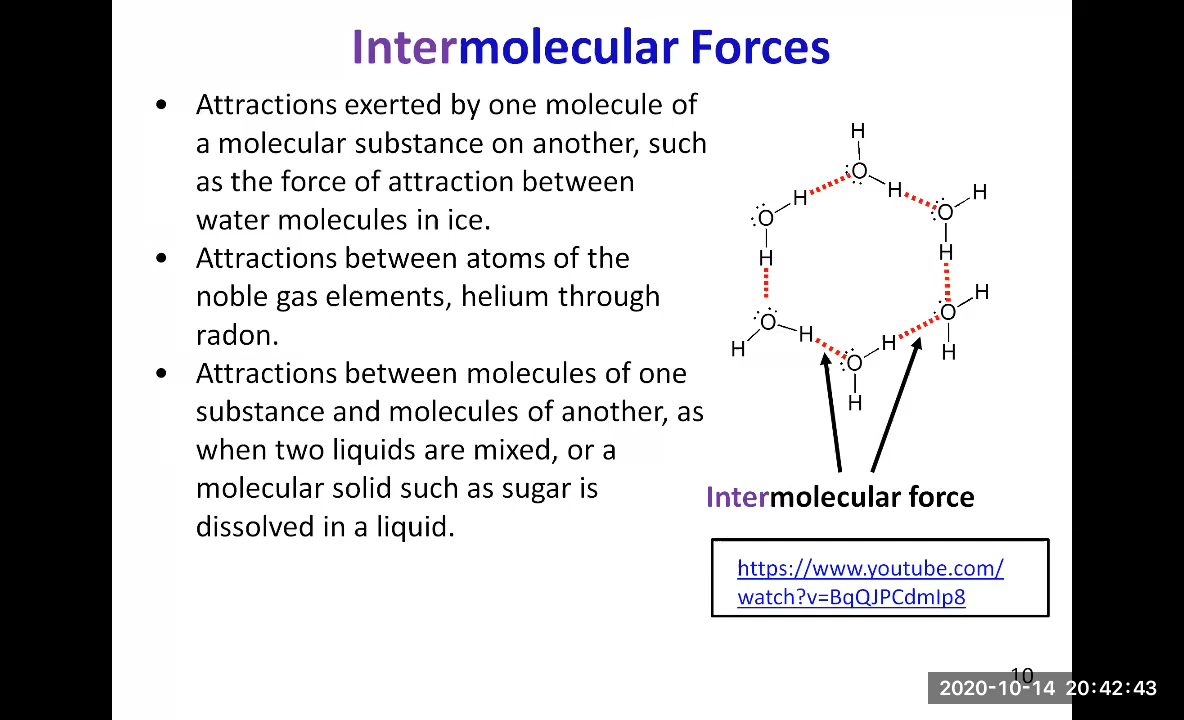 Intermolecular Forces
• Attractions exerted by one molecule of
a molecular substance on another, such
as the force of attraction between
water molecules in ice.
• Attractions between atoms of the
noble gas elements, helium through
radon.
• Attractions between molecules of one
substance and molecules of another, as
when two liquids are mixed, or a
molecular solid such as sugar is
dissolved in a liquid.
H
O
H
H
H
O
O
H
H
H
H
O
O
H
H
H
O
H
H
Intermolecular force
https://www.youtube.com/
watch?v=BqQJPCdmIp8
10
2020-10-14 20:42:43